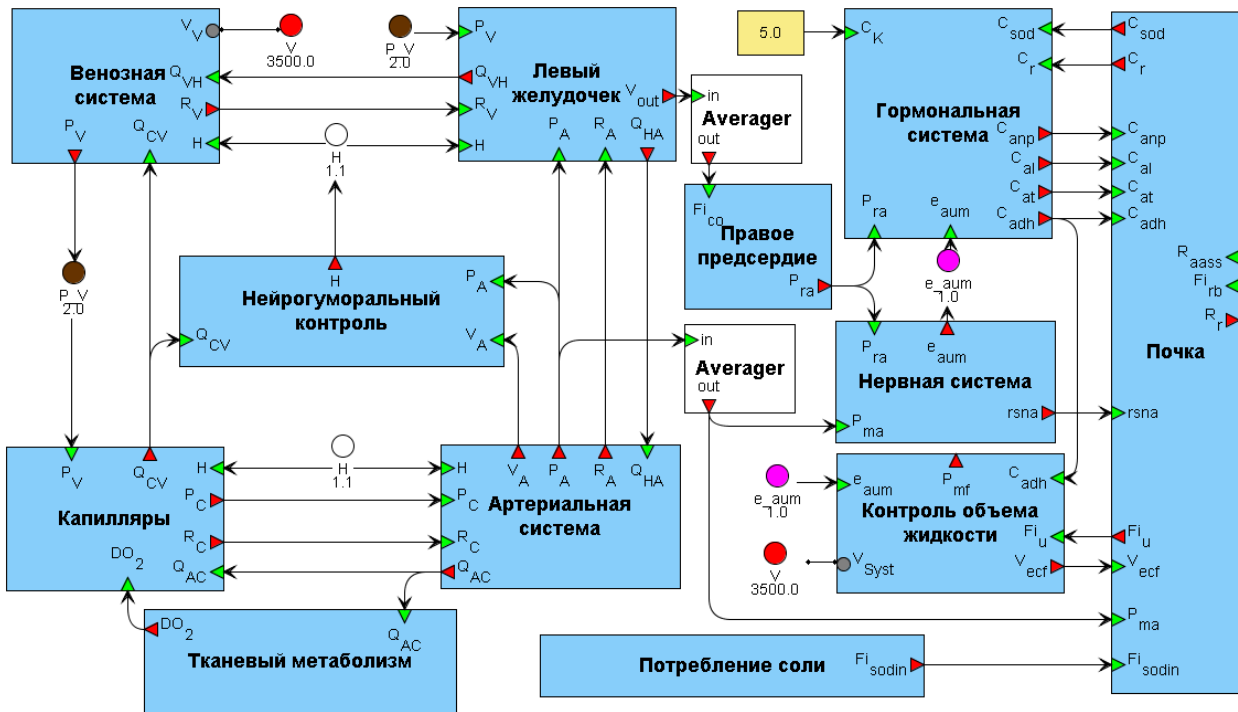 V_V
V
3500.0
Q_VH
R_V
H
Венозная
система
P_V
Q_CV
P_V
2.0
P_V
Q_VH
R_V
H
Левый
желудочек
V_out
P_A
R_A
Q_HA
H
1.1
in
Averager
out
5.0
C_K
C_sod
C_r
Гормональная
система
C_anp
C_al
C_at
C_adh
P_ra
e_aum
C_sod
C_r
C_anp
C_al
C_at
C_adh
R_aass
Fi_rb
R_r
Почка
rsna
Fi_u
V_ecf
P_ma
Fi_sodin
Fi_co
Правое
предсердие
P_ra
e_aum
1.0
P_V
2.0
H
Нейрогуморальный
контроль
P_A
V_A
Q_CV
in
Averager
out
P_ra
e_aum
Нервная система
rsna
P_ma
P_V
Q_CV
H
P_C
R_C
Q_AC
Капилляры
DO_2
H
1.1
V_A
P_A
R_A
Q_HA
H
P_C
R_C
Q_AC
Артериальная
система
e_aum
1.0
V
3500.0
P_mf
C_adh
e_aum
Контроль объема
жидкости
Fi_u
V_Syst
V_ecf
DO_2
Q_AC
Тканевый метаболизм
Потребление соли
Fi_sodin